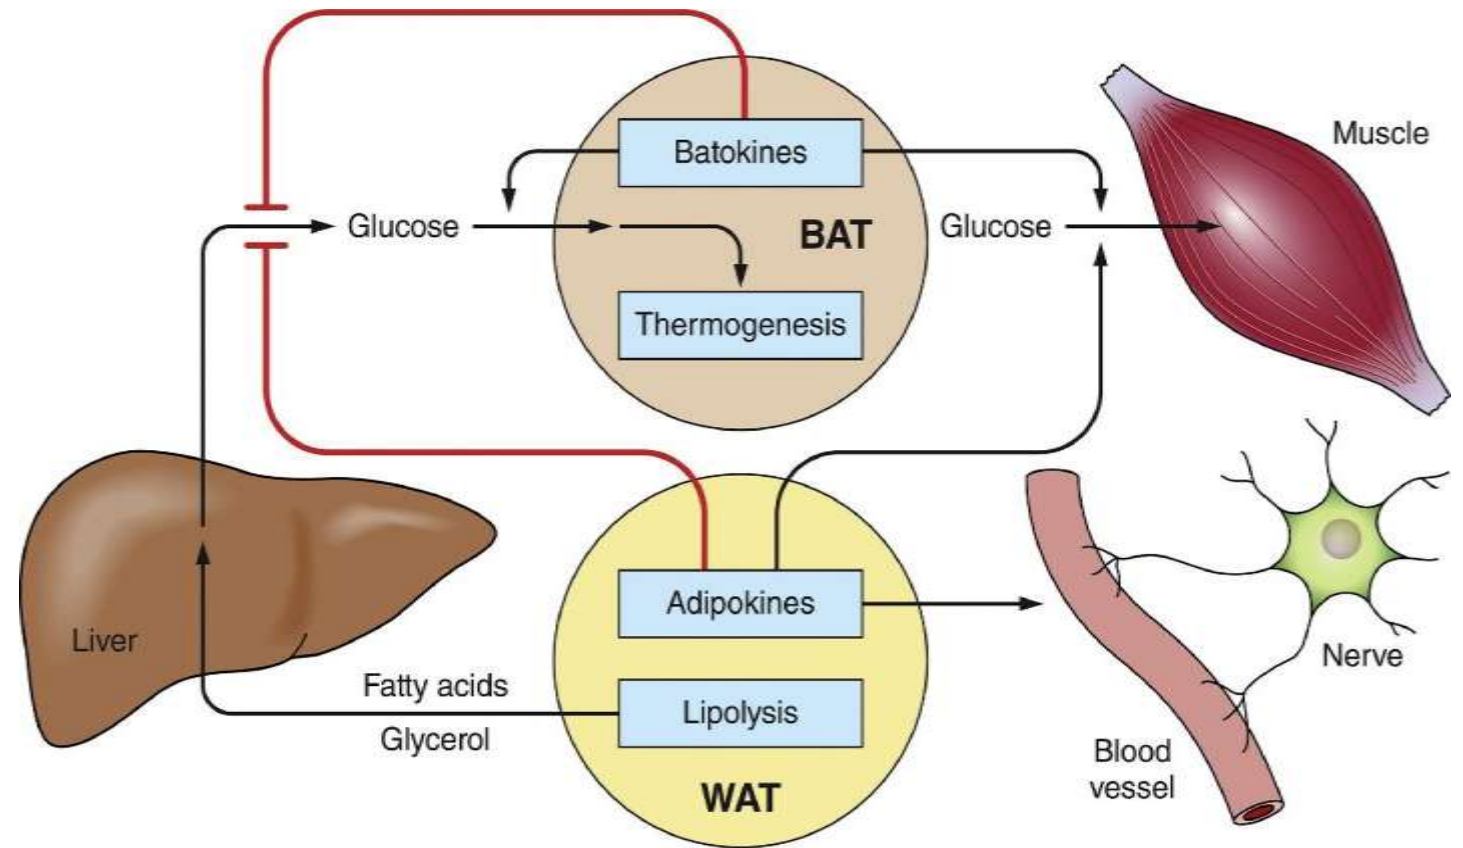 Batokines
Muscle
Glucose
BAT
Glucose
Thermogenesis
Adipokines
Liver
Nerve
Fatty acids
Glycerol
Lipolysis
Blood
vessel
WAT